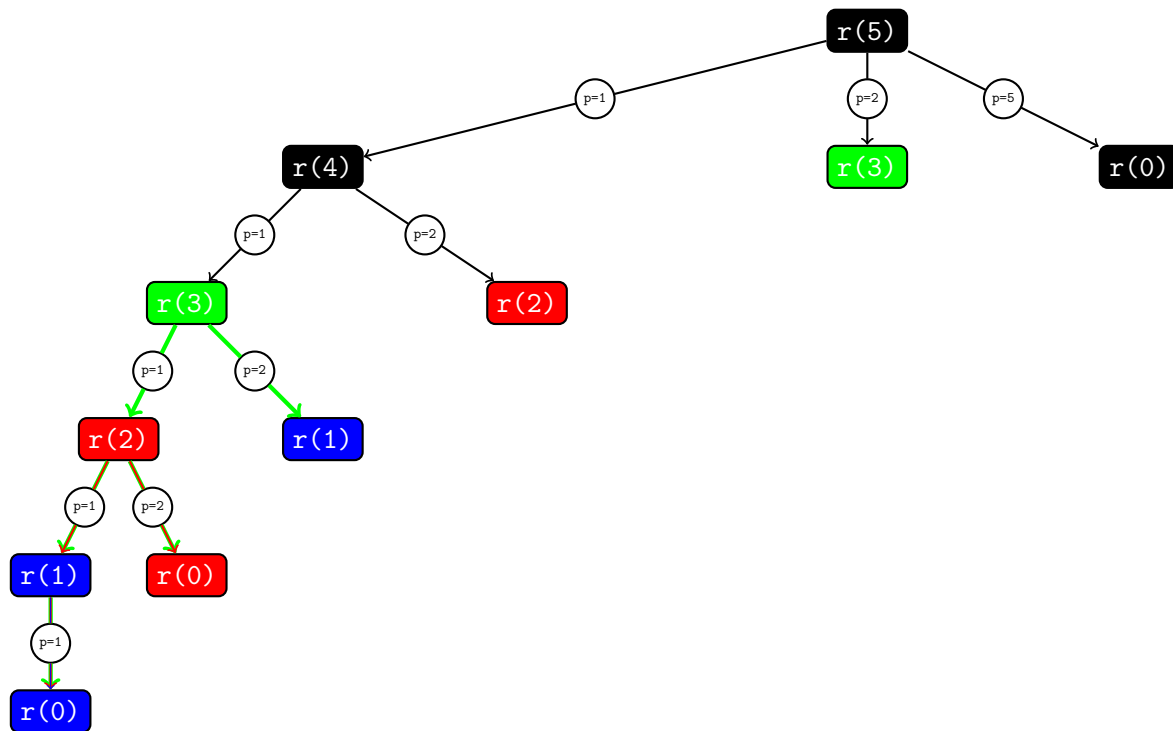 r(5)
p=1
p=2
p=5
r(4)
r(3)
r(0)
p=1
p=2
r(3)
r(2)
p=1
p=2
r(2)
r(1)
p=1
p=2
r(1)
r(0)
p=1
r(0)